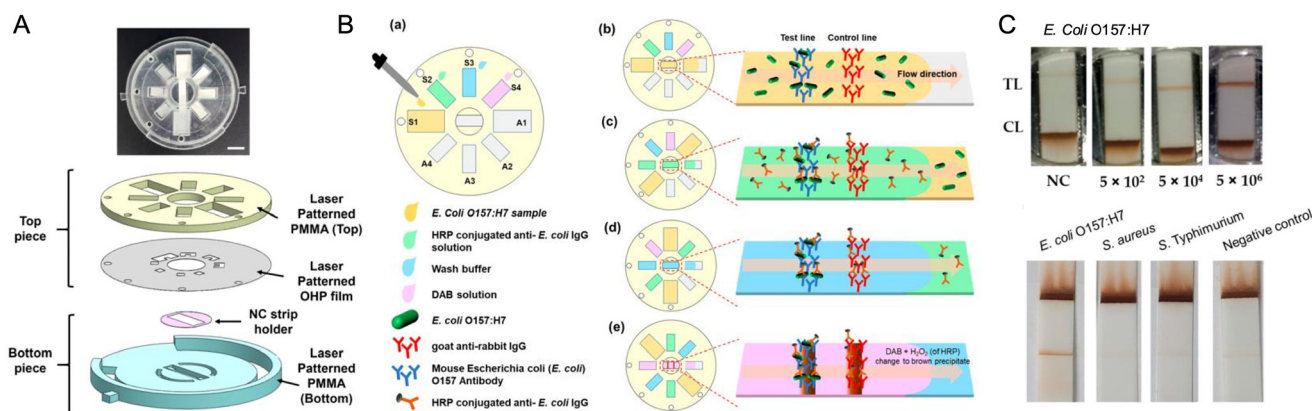 A
Top
piece
Bottom
piece
Laser
Patterned
PMMA (Top)
Laser
Patterned
OHP film
NC strip
holder
Laser
Patterned
PMMA
(Bottom)
B
(a)
S3
S2
S4
S1
A1
A4
A2
A3
E. Coli O157:H7 sample
HRP conjugated anti- E. coli IgG
solution
Wash buffer
DAB solution
E. coli O157:H7
goat anti-rabbit IgG
Mouse Escherichia coli (E. coli)
O157 Antibody
HRP conjugated anti- E. coli IgG
(b)
Test line
Control line
Flow direction
(c)
(d)
(e)
DAB + H₂O₂ (of HRP)
change to brown precipitate
C
E. Coli O157:H7
TL
CL
NC
5 × 10²
5 × 10⁴
5 × 10⁶
E. coli O157:H7
S. aureus
S. Typhimurium
Negative control